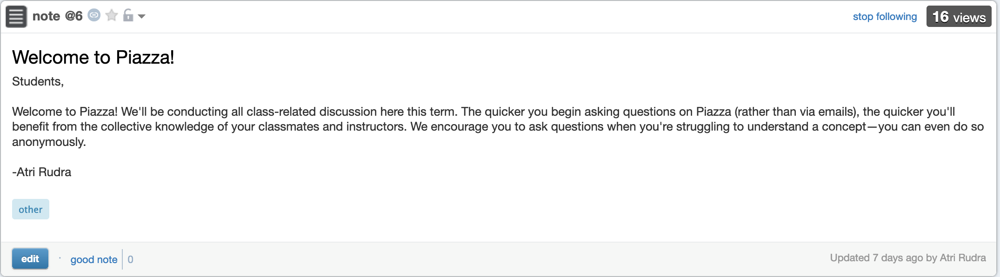 note @6
stop following
16 views
Welcome to Piazza!
Students,
Welcome to Piazza! We'll be conducting all class-related discussion here this term. The quicker you begin asking questions on Piazza (rather than via emails), the quicker you'll
benefit from the collective knowledge of your classmates and instructors. We encourage you to ask questions when you're struggling to understand a concept—you can even do so
anonymously.
-Atri Rudra
other
edit · good note 0
Updated 7 days ago by Atri Rudra